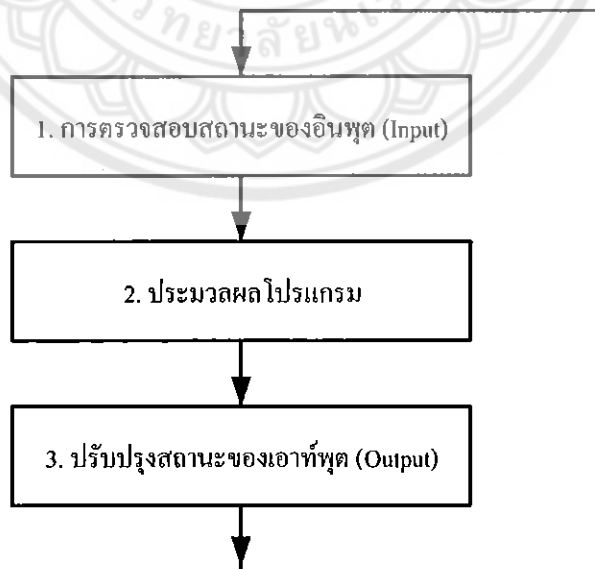 1. การตรวจสอบสถานะของอินพุต (Input)
2. ประมวลผลโปรแกรม
3. ปรับปรุงสถานะของเอาท์พุต (Output)